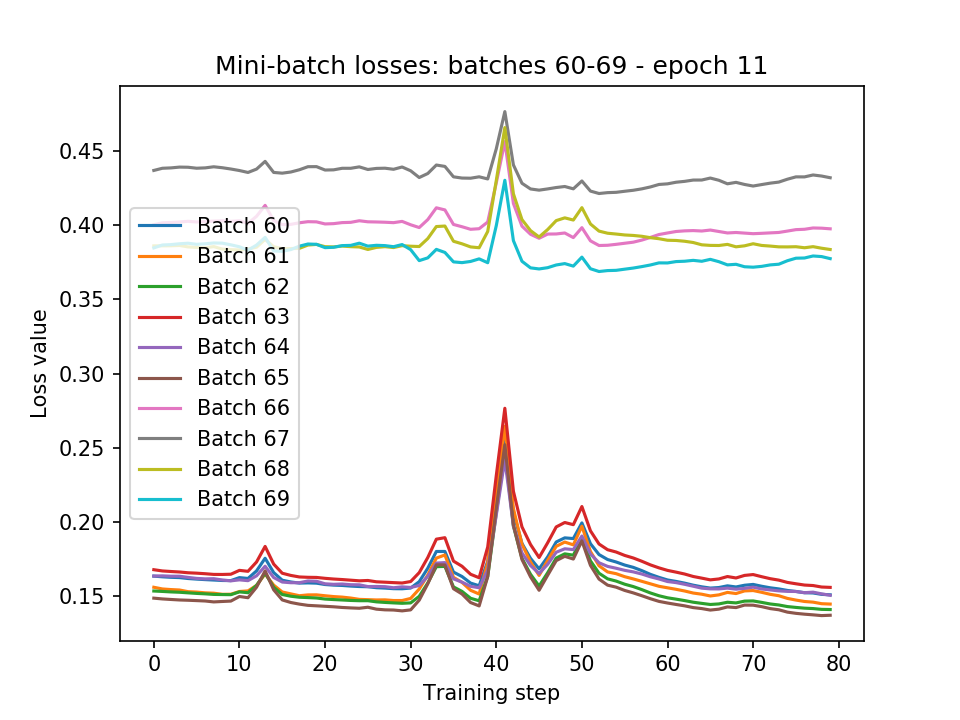 Mini-batch losses: batches 60-69 - epoch 11
Loss value
0.45
0.40
0.35
0.30
0.25
0.20
0.15
Batch 60
Batch 61
Batch 62
Batch 63
Batch 64
Batch 65
Batch 66
Batch 67
Batch 68
Batch 69
0 10 20 30 40 50 60 70 80
Training step